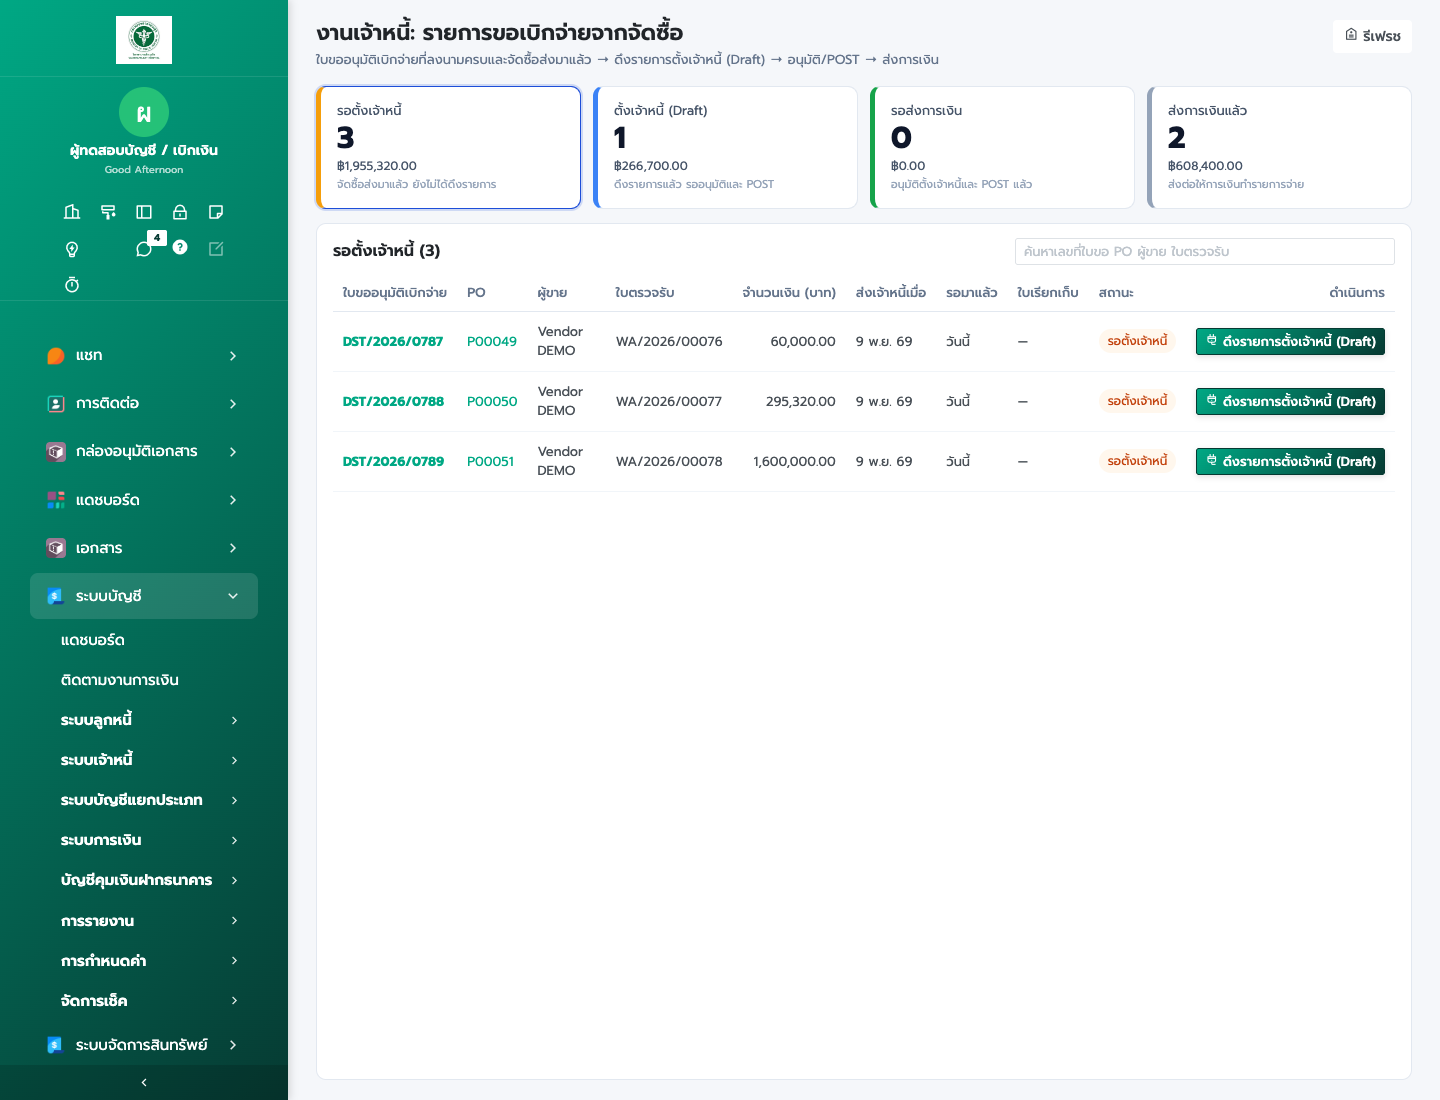 ผ
ผู้ทดสอบบัญชี / เบิกเงิน
Good Afternoon
4
?
แชท
การติดต่อ
กล่องอนุมัติเอกสาร
แดชบอร์ด
เอกสาร
ระบบบัญชี
แดชบอร์ด
ติดตามงานการเงิน
ระบบลูกหนี้
ระบบเจ้าหนี้
ระบบบัญชีแยกประเภท
ระบบการเงิน
บัญชีคุมเงินฝากธนาคาร
การรายงาน
การกำหนดค่า
จัดการเช็ค
ระบบจัดการสินทรัพย์
งานเจ้าหนี้: รายการขอเบิกจ่ายจากจัดซื้อ
รีเฟรช
ใบขออนุมัติเบิกจ่ายที่ลงนามครบและจัดซื้อส่งมาแล้ว → ดึงรายการตั้งเจ้าหนี้ (Draft) → อนุมัติ/POST → ส่งการเงิน
รอตั้งเจ้าหนี้
3
฿1,955,320.00
จัดซื้อส่งมาแล้ว ยังไม่ได้ดึงรายการ
ตั้งเจ้าหนี้ (Draft)
1
฿266,700.00
ดึงรายการแล้ว รออนุมัติและ POST
รอส่งการเงิน
0
฿0.00
อนุมัติตั้งเจ้าหนี้และ POST แล้ว
ส่งการเงินแล้ว
2
฿608,400.00
ส่งต่อให้การเงินทำรายการจ่าย
รอตั้งเจ้าหนี้ (3)
ค้นหาเลขที่ใบขอ PO ผู้ขาย ใบตรวจรับ
ใบขออนุมัติเบิกจ่าย PO ผู้ขาย ใบตรวจรับ จำนวนเงิน (บาท) ส่งเจ้าหนี้เมื่อ รอมาแล้ว ใบเรียกเก็บ สถานะ ดำเนินการ
DST/2026/0787 P00049 Vendor DEMO WA/2026/00076 60,000.00 9 พ.ย. 69 วันนี้ — รอตั้งเจ้าหนี้ ดึงรายการตั้งเจ้าหนี้ (Draft)
DST/2026/0788 P00050 Vendor DEMO WA/2026/00077 295,320.00 9 พ.ย. 69 วันนี้ — รอตั้งเจ้าหนี้ ดึงรายการตั้งเจ้าหนี้ (Draft)
DST/2026/0789 P00051 Vendor DEMO WA/2026/00078 1,600,000.00 9 พ.ย. 69 วันนี้ — รอตั้งเจ้าหนี้ ดึงรายการตั้งเจ้าหนี้ (Draft)